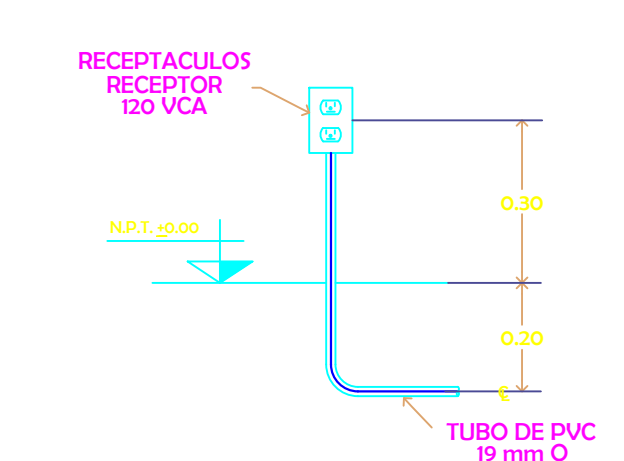 RECEPTACULOS
RECEPTOR
120 VCA
N.P.T. ±0.00
0.30
0.20
℄
TUBO DE PVC
19 mm O